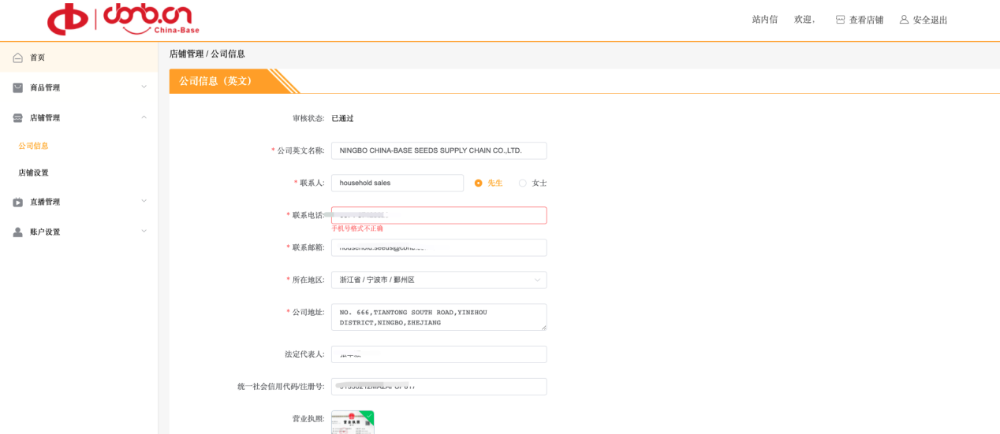 cbnb.cn
China-Base
站内信 欢迎, 查看店铺 安全退出
首页
商品管理
店铺管理
公司信息
店铺设置
直播管理
账户设置
店铺管理 / 公司信息
公司信息（英文）
审核状态: 已通过
* 公司英文名称: NINGBO CHINA-BASE SEEDS SUPPLY CHAIN CO.,LTD.
* 联系人: household sales 先生 女士
* 联系电话:
手机号格式不正确
* 联系邮箱:
* 所在地区: 浙江省 / 宁波市 / 鄞州区
* 公司地址: NO. 666,TIANTONG SOUTH ROAD,YINZHOU
DISTRICT,NINGBO,ZHEJIANG
法定代表人:
统一社会信用代码/注册号:
营业执照:
营业执照